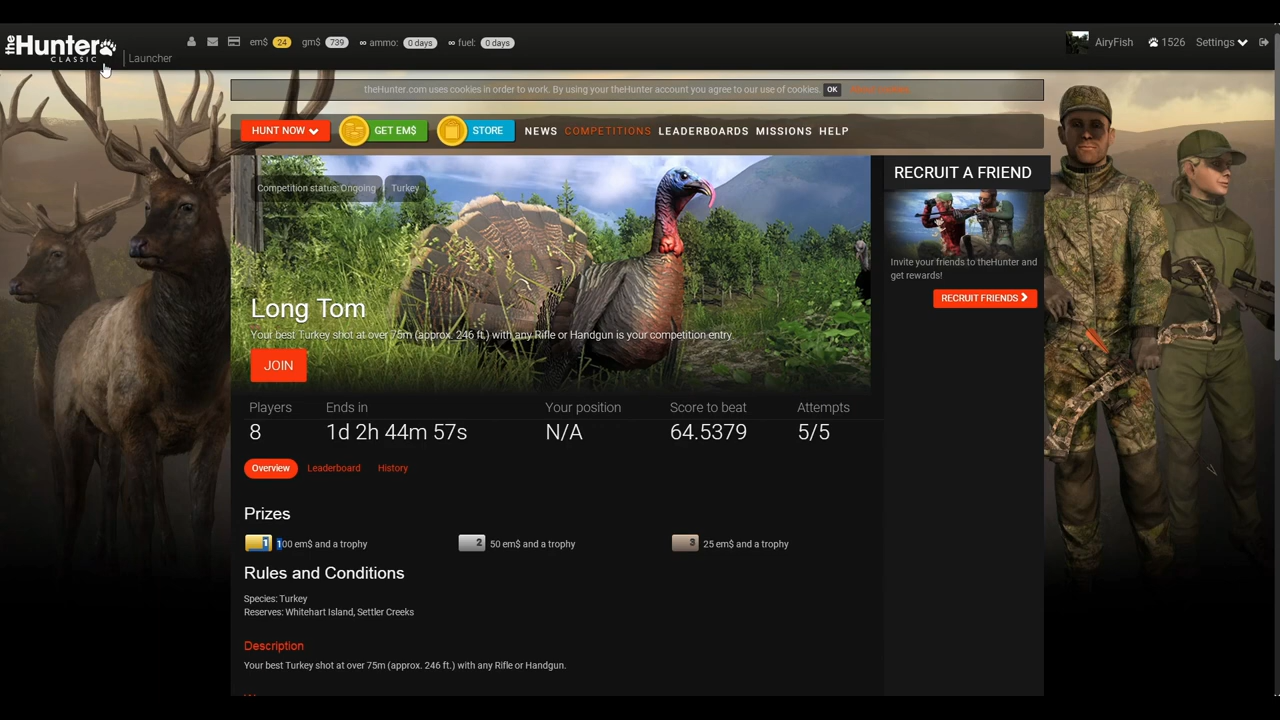 theHunter
CLASSIC
Launcher
em$ 24
gm$ 739
∞ ammo: 0 days
∞ fuel: 0 days
AiryFish
1526
Settings
theHunter.com uses cookies in order to work. By using your theHunter account you agree to our use of cookies. OK
HUNT NOW
GET EM$
STORE
NEWS COMPETITIONS LEADERBOARDS MISSIONS HELP
Competition status: Ongoing
Turkey
Long Tom
Your best Turkey shot at over 75m (approx. 246 ft.) with any Rifle or Handgun is your competition entry.
JOIN
RECRUIT A FRIEND
Invite your friends to theHunter and
get rewards!
RECRUIT FRIENDS
Players Ends in Your position Score to beat Attempts
8 1d 2h 44m 57s N/A 64.5379 5/5
Overview Leaderboard History
Prizes
1 100 em$ and a trophy
2 50 em$ and a trophy
3 25 em$ and a trophy
Rules and Conditions
Species: Turkey
Reserves: Whitehart Island, Settler Creeks
Description
Your best Turkey shot at over 75m (approx. 246 ft.) with any Rifle or Handgun.